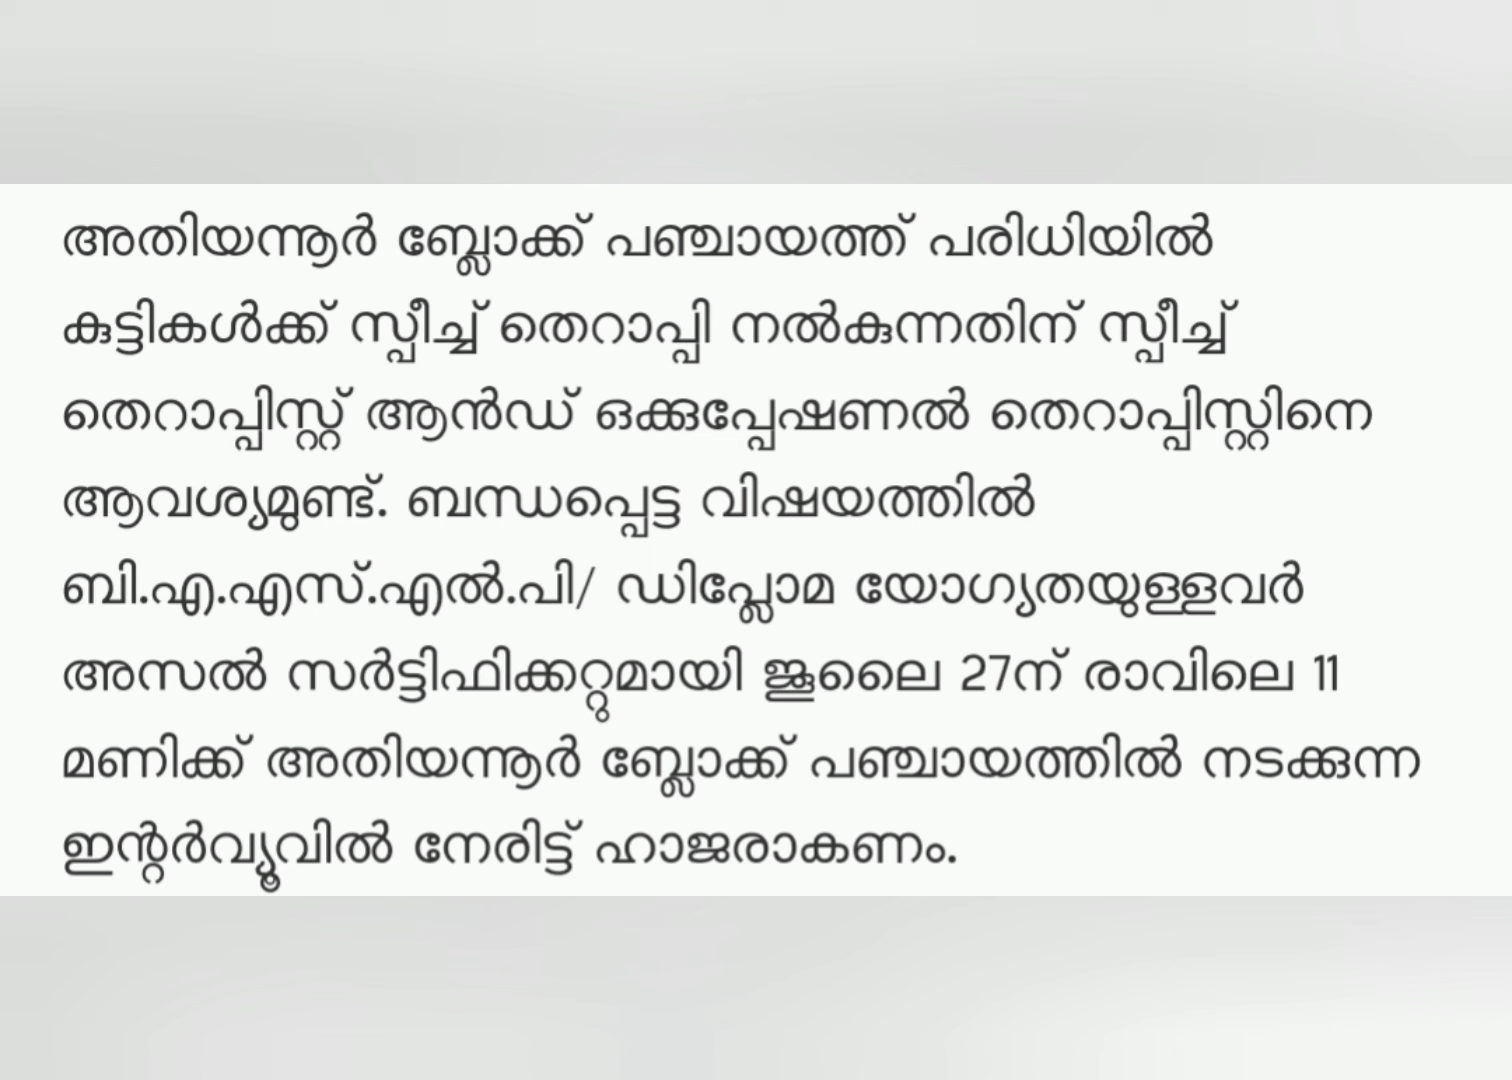 അതിയന്നൂർ ബ്ലോക്ക് പഞ്ചായത്ത് പരിധിയിൽ
കുട്ടികൾക്ക് സ്പീച്ച് തെറാപ്പി നൽകുന്നതിന് സ്പീച്ച്
തെറാപ്പിസ്റ്റ് ആൻഡ് ഒക്കുപ്പേഷണൽ തെറാപ്പിസ്റ്റിനെ
ആവശ്യമുണ്ട്. ബന്ധപ്പെട്ട വിഷയത്തിൽ
ബി.എ.എസ്.എൽ.പി/ ഡിപ്ലോമ യോഗ്യതയുള്ളവർ
അസൽ സർട്ടിഫിക്കറ്റുമായി ജൂലൈ 27ന് രാവിലെ 11
മണിക്ക് അതിയന്നൂർ ബ്ലോക്ക് പഞ്ചായത്തിൽ നടക്കുന്ന
ഇന്റർവ്യൂവിൽ നേരിട്ട് ഹാജരാകണം.